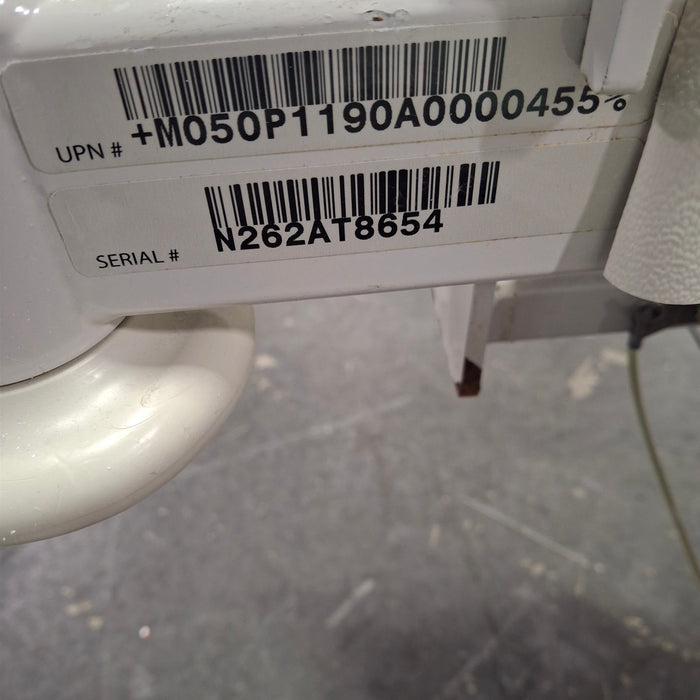 UPN # +M050P1190A0000455%
SERIAL # N262AT8654